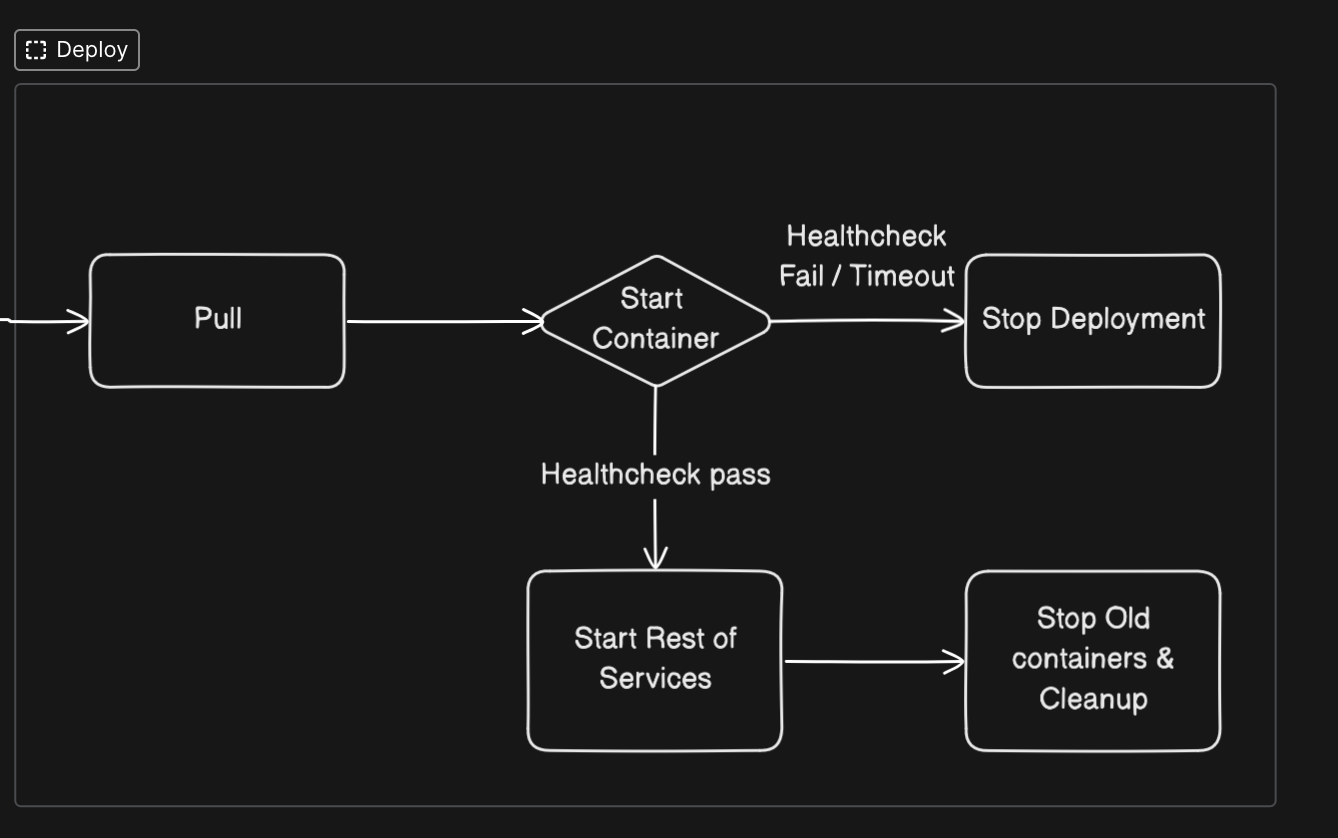 Deploy
Healthcheck
Fail / Timeout
Pull
Start
Container
Stop Deployment
Healthcheck pass
Start Rest of
Services
Stop Old
containers &
Cleanup